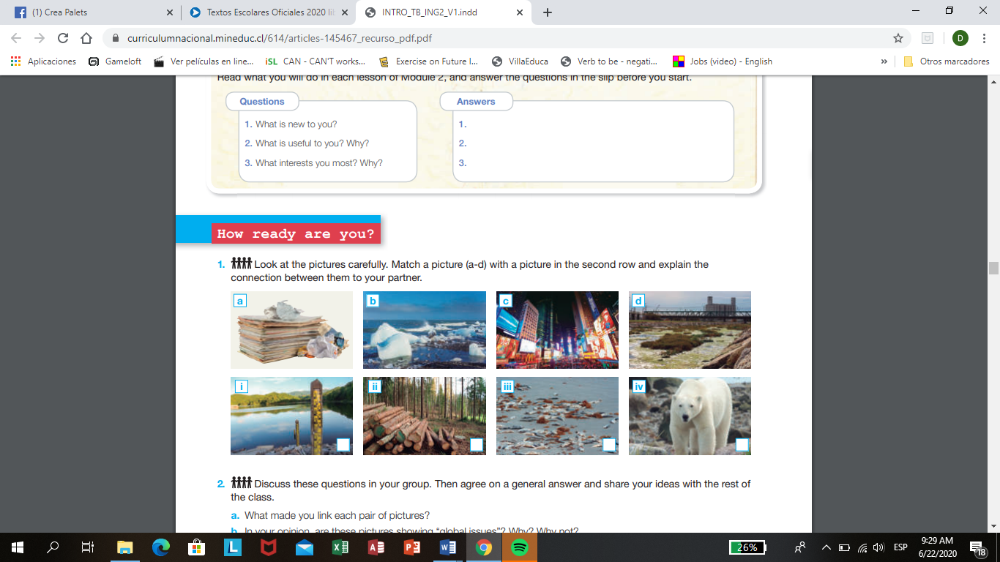 (1) Crea Palets
Textos Escolares Oficiales 2020 lib
INTRO_TB_ING2_V1.indd
curriculumnacional.mineduc.cl/614/articles-145467_recurso_pdf.pdf
D
Aplicaciones
Gameloft
Ver películas en line...
iSL CAN - CAN'T works...
Exercise on Future I...
VillaEduca
Verb to be - negati...
Jobs (video) - English
»
Otros marcadores
Read what you will do in each lesson of Module 2, and answer the questions in the slip before you start.
Questions
1. What is new to you?
2. What is useful to you? Why?
3. What interests you most? Why?
Answers
1.
2.
3.
How ready are you?
1. Look at the pictures carefully. Match a picture (a-d) with a picture in the second row and explain the
connection between them to your partner.
a
b
c
d
i
ii
iii
iv
2. Discuss these questions in your group. Then agree on a general answer and share your ideas with the rest of
the class.
a. What made you link each pair of pictures?
b. In your opinion, are these pictures showing “global issues”? Why? Why not?
26%
ESP
9:29 AM
6/22/2020
18